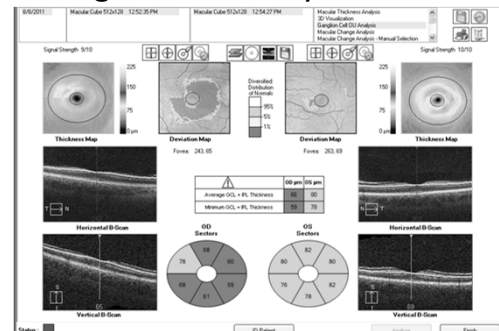 8/8/2011
Macular Cube 512x128 12:52:35 PM
Macular Cube 512x128 12:54:27 PM
Macular Thickness Analysis
3D Visualization
Ganglion Cell OU Analysis
Macular Change Analysis
Macular Change Analysis - Manual Selection
Signal Strength 9/10
Signal Strength 10/10
225
150
75
0 µm
Thickness Map
Deviation Map
Diversified:
Distribution
of Normals
95%
5%
1%
Deviation Map
225
150
75
0 µm
Thickness Map
Fovea: 243, 65
Fovea: 263, 69
OD µm OS µm
Average GCL + IPL Thickness 66 80
Minimum GCL + IPL Thickness 59 78
T N
N T
Horizontal B-Scan
Horizontal B-Scan
OD
Sectors
OS
Sectors
68
78 60
68 59
61
82
80 80
76 82
78
S
I
65
S
I
69
Vertical B-Scan
Vertical B-Scan
Status:
ID Patient
Analyze
Finish